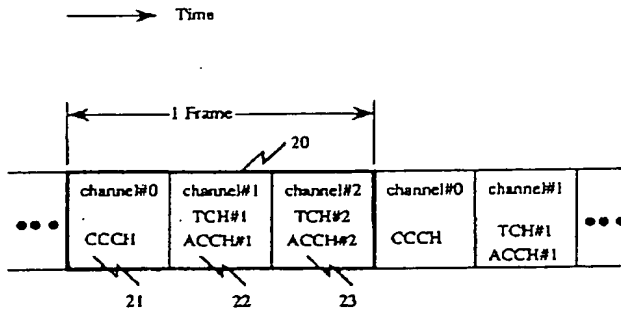 Time
1 Frame
20
channel#0 channel#1 channel#2 channel#0 channel#1
TCH#1 TCH#2 TCH#1
CCCH ACCH#1 ACCH#2 CCCH ACCH#1
21 22 23